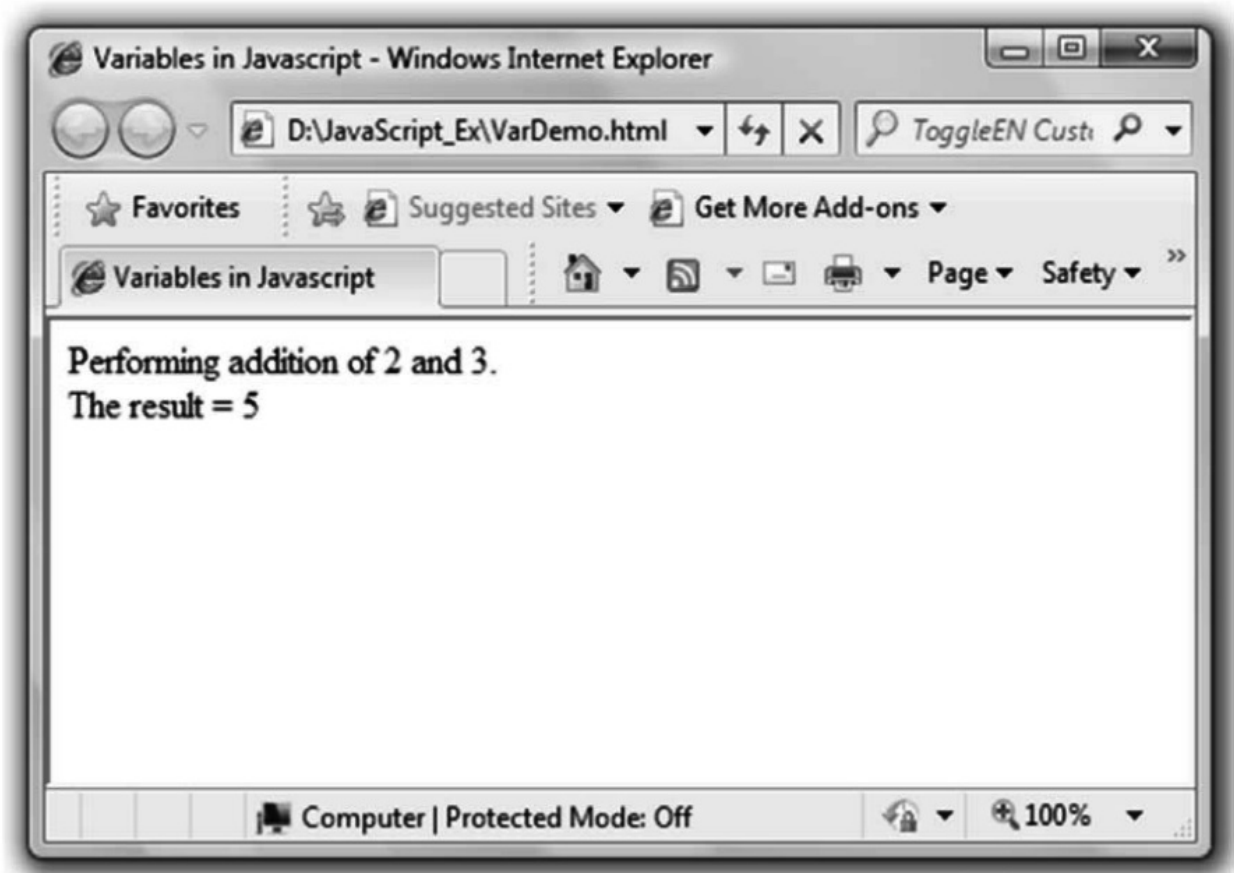 Variables in Javascript - Windows Internet Explorer
D:\JavaScript_Ex\VarDemo.html
ToggleEN Cust
Favorites
Suggested Sites
Get More Add-ons
Variables in Javascript
Page
Safety
»
Performing addition of 2 and 3.
The result = 5
Computer | Protected Mode: Off
100%